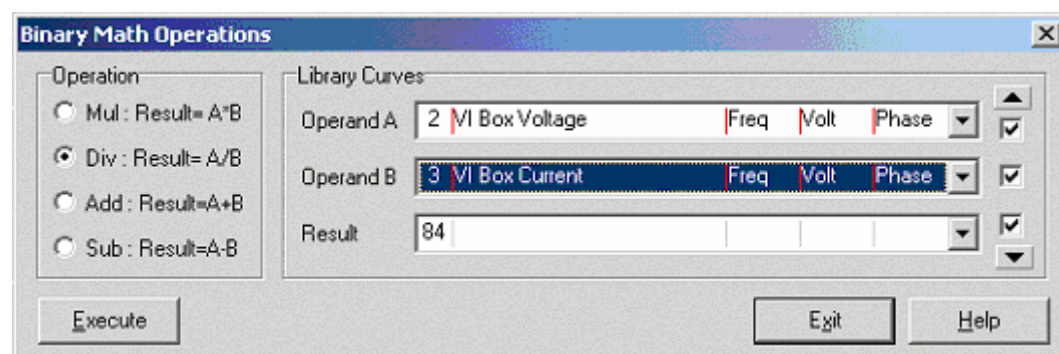 Binary Math Operations
Operation
Mul : Result= A*B
Div : Result= A/B
Add : Result=A+B
Sub : Result=A-B
Library Curves
Operand A 2 VI Box Voltage Freq Volt Phase
Operand B 3 VI Box Current Freq Volt Phase
Result 84
Execute Exit Help